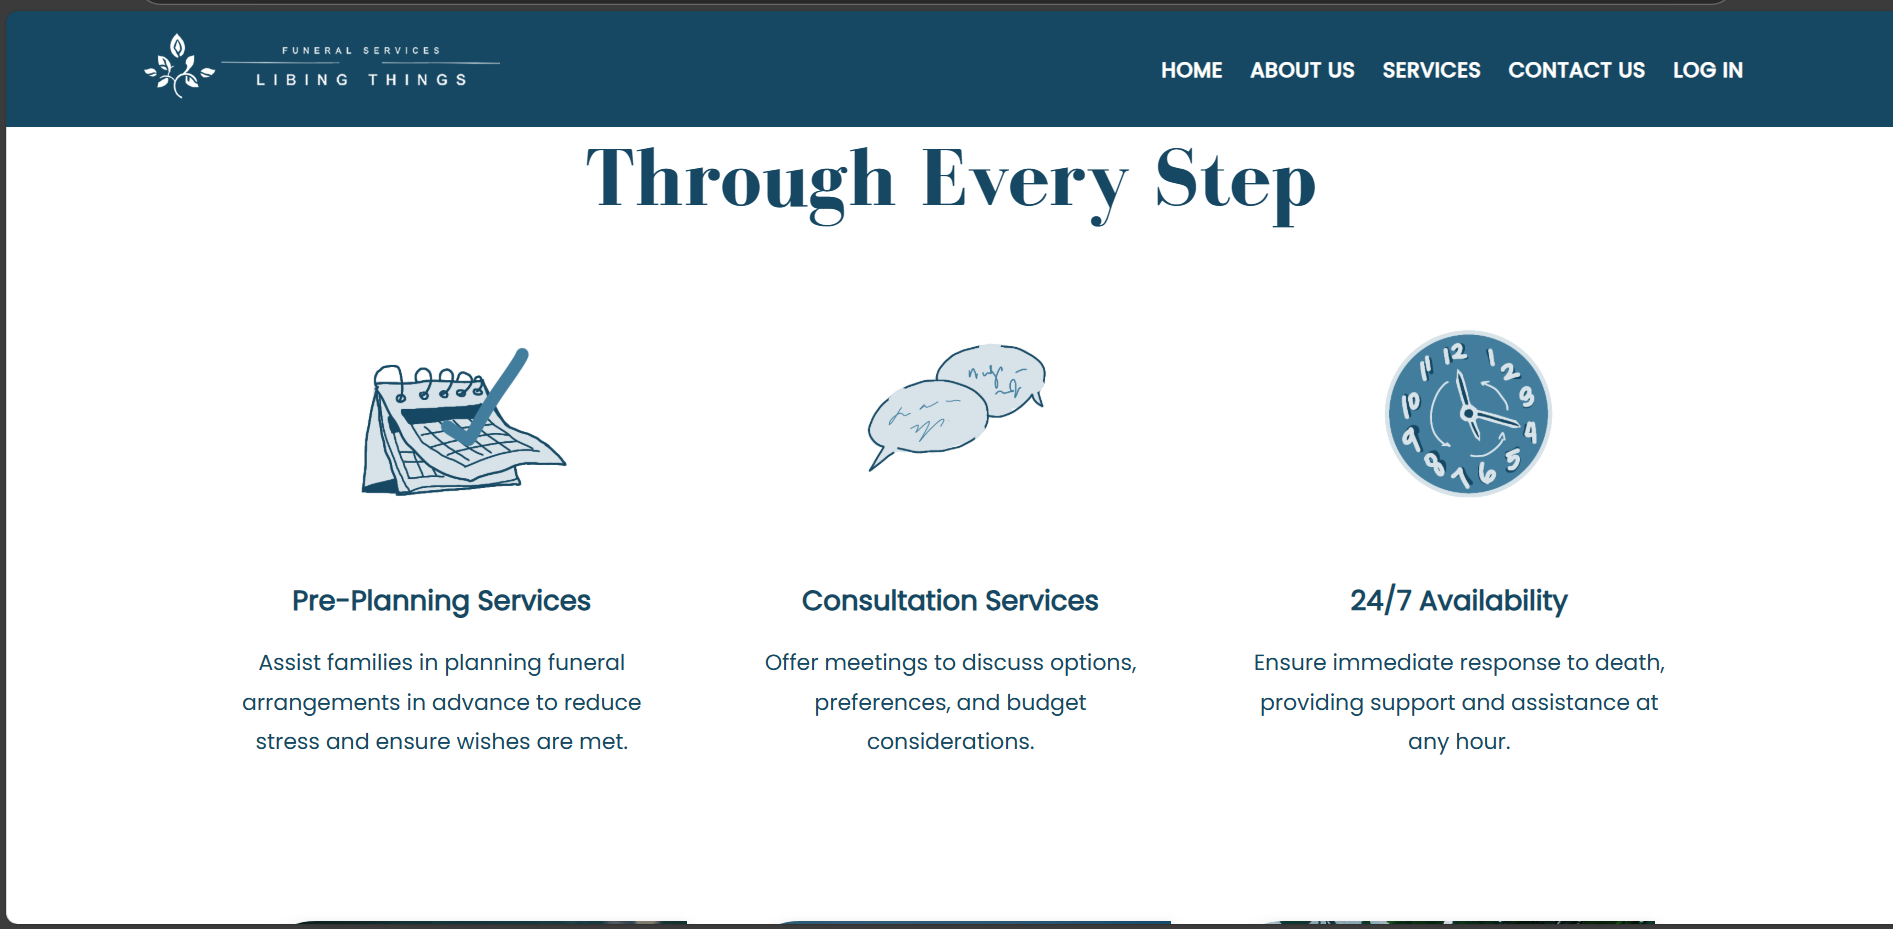 FUNERAL SERVICES
LIBING THINGS
HOME ABOUT US SERVICES CONTACT US LOG IN
Through Every Step
12
1
2
3
4
5
6
7
8
9
10
11
Pre-Planning Services
Assist families in planning funeral
arrangements in advance to reduce
stress and ensure wishes are met.
Consultation Services
Offer meetings to discuss options,
preferences, and budget
considerations.
24/7 Availability
Ensure immediate response to death,
providing support and assistance at
any hour.